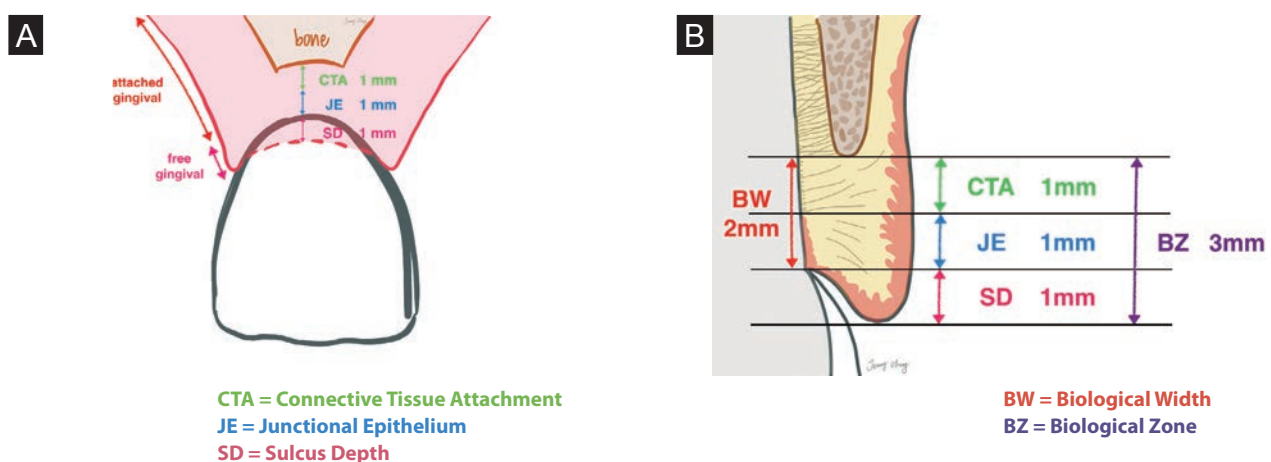 A
bone
CTA 1 mm
JE 1 mm
SD 1 mm
attached
gingival
free
gingival
CTA = Connective Tissue Attachment
JE = Junctional Epithelium
SD = Sulcus Depth
B
BW
2mm
CTA 1mm
JE 1mm
SD 1mm
BZ 3mm
BW = Biological Width
BZ = Biological Zone